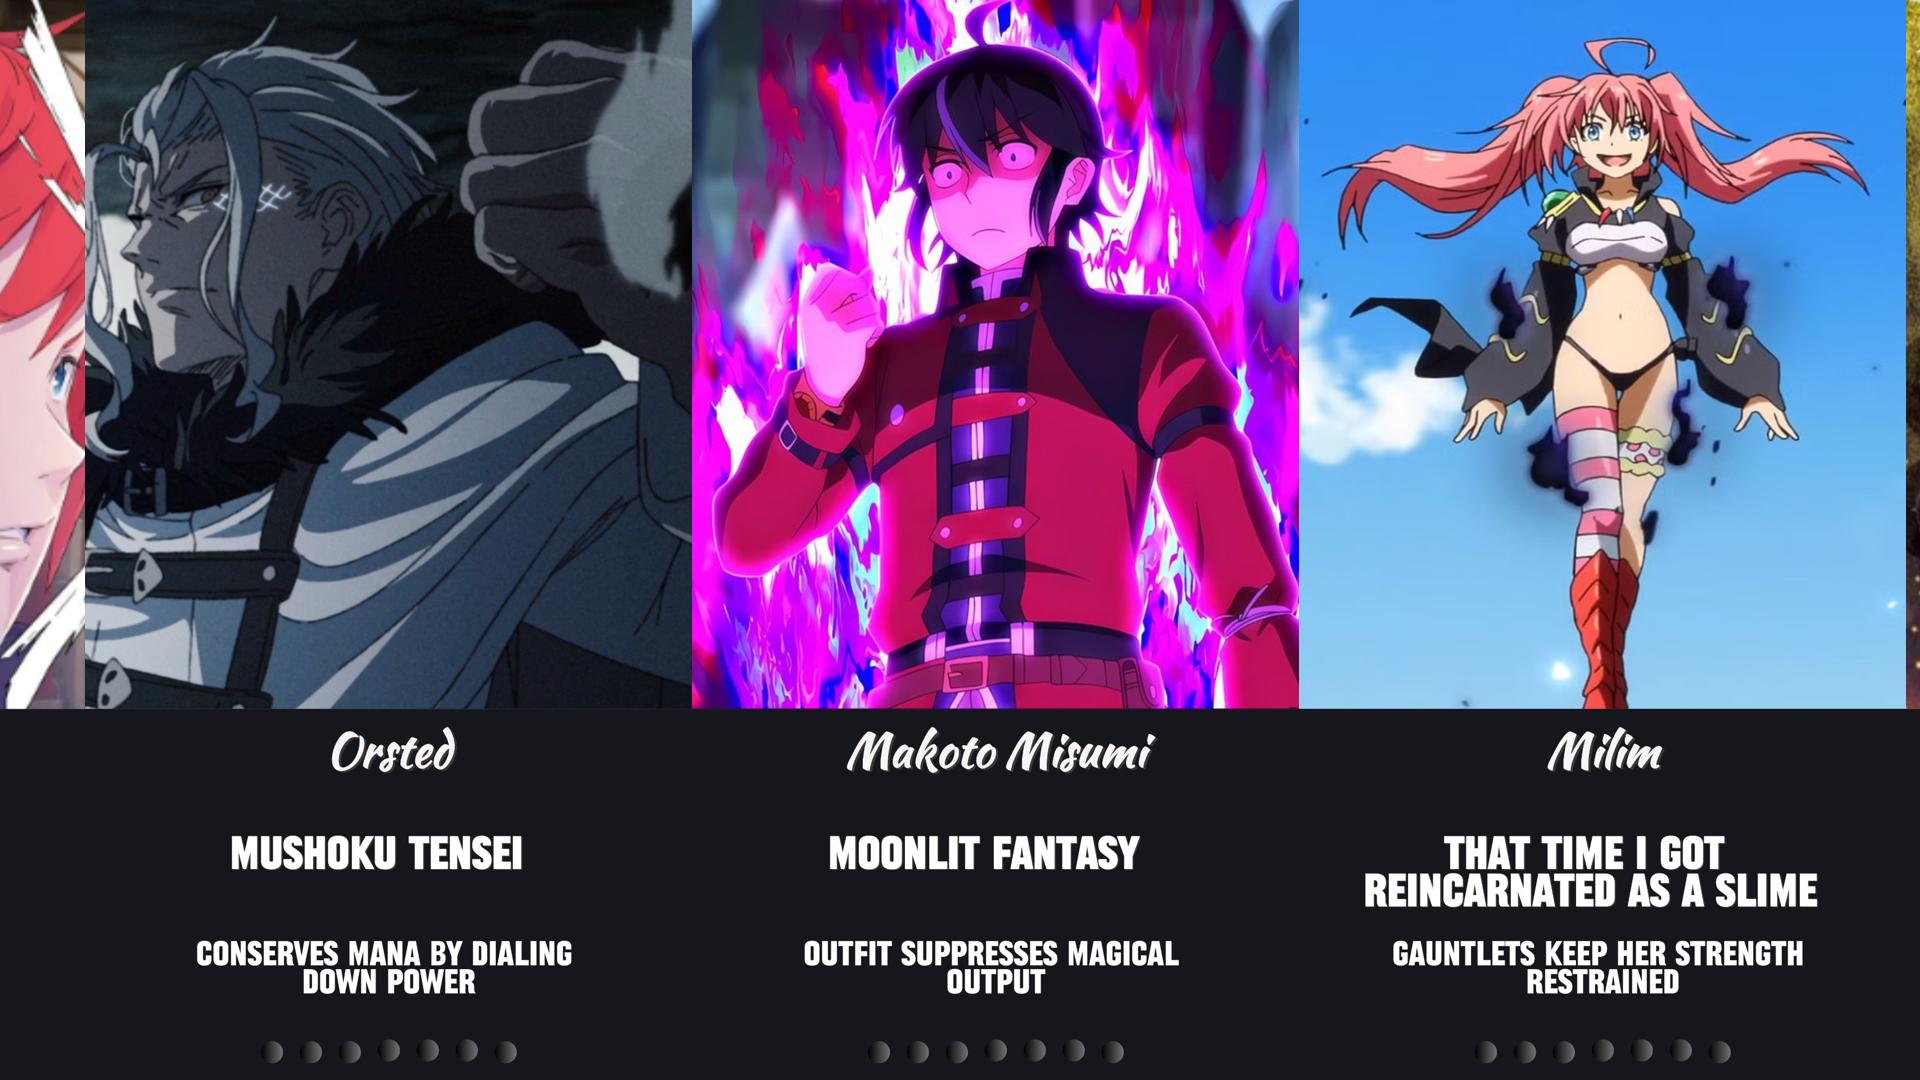 Orsted
MUSHOKU TENSEI
CONSERVES MANA BY DIALING
DOWN POWER
Makoto Misumi
MOONLIT FANTASY
OUTFIT SUPPRESSES MAGICAL
OUTPUT
Milim
THAT TIME I GOT
REINCARNATED AS A SLIME
GAUNTLETS KEEP HER STRENGTH
RESTRAINED